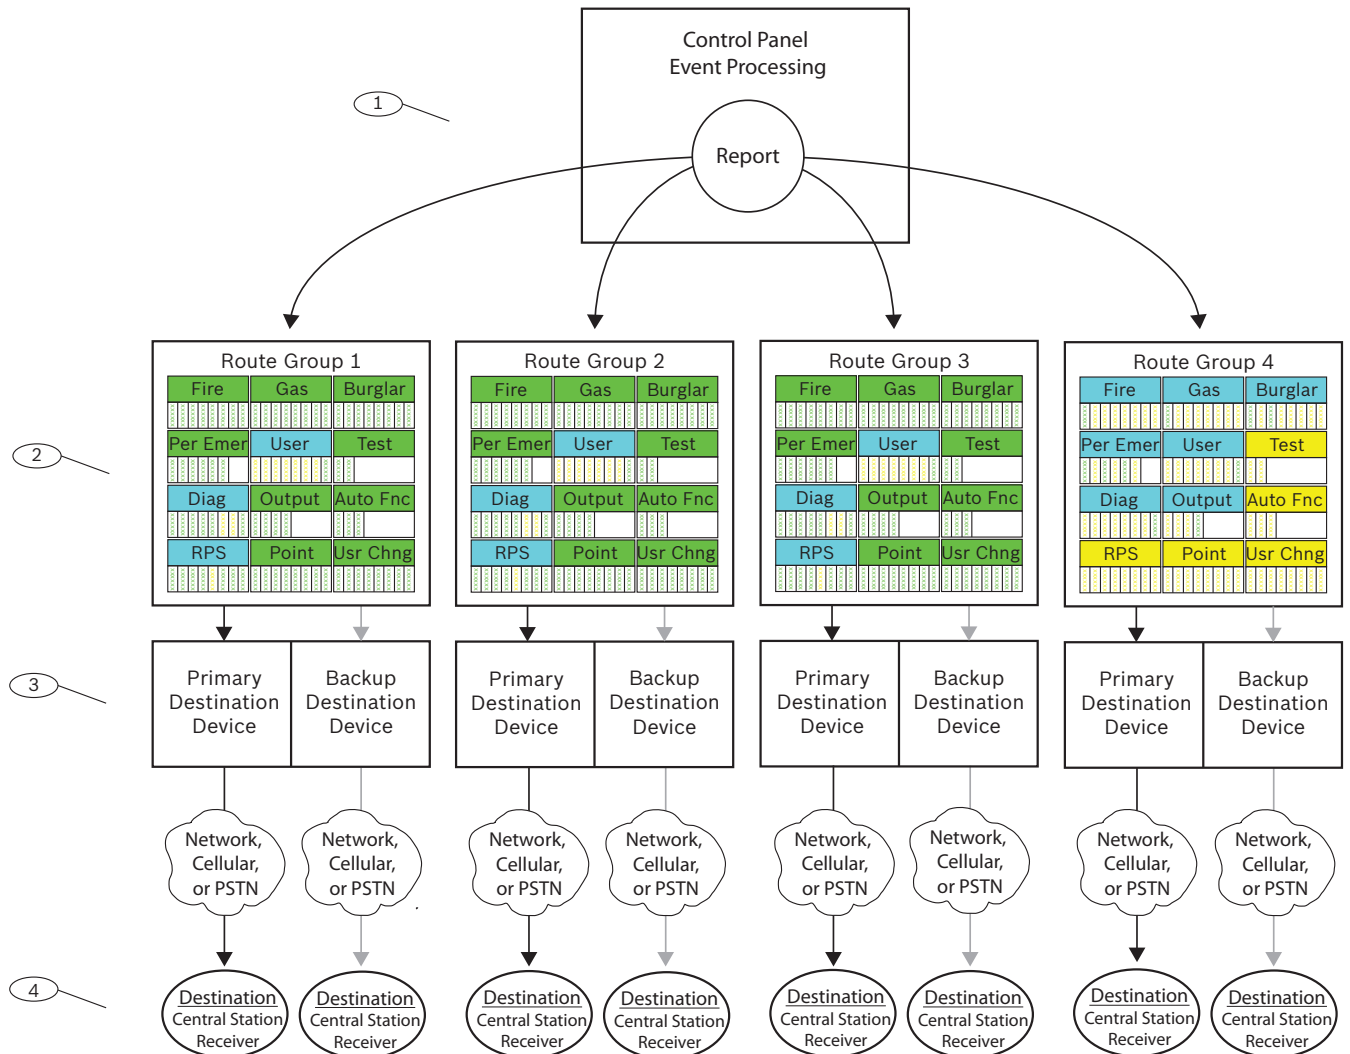 Control Panel
Event Processing
1
Report
Route Group 1
Fire Gas Burglar
Per Emer User Test
Diag Output Auto Fnc
RPS Point Usr Chng
Route Group 2
Fire Gas Burglar
Per Emer User Test
Diag Output Auto Fnc
RPS Point Usr Chng
Route Group 3
Fire Gas Burglar
Per Emer User Test
Diag Output Auto Fnc
RPS Point Usr Chng
Route Group 4
Fire Gas Burglar
Per Emer User Test
Diag Output Auto Fnc
RPS Point Usr Chng
2
3
Primary
Destination
Device
Backup
Destination
Device
Primary
Destination
Device
Backup
Destination
Device
Primary
Destination
Device
Backup
Destination
Device
Primary
Destination
Device
Backup
Destination
Device
Network,
Cellular,
or PSTN
Network,
Cellular,
or PSTN
Network,
Cellular,
or PSTN
Network,
Cellular,
or PSTN
Network,
Cellular,
or PSTN
Network,
Cellular,
or PSTN
Network,
Cellular,
or PSTN
Network,
Cellular,
or PSTN
4
Destination
Central Station
Receiver
Destination
Central Station
Receiver
Destination
Central Station
Receiver
Destination
Central Station
Receiver
Destination
Central Station
Receiver
Destination
Central Station
Receiver
Destination
Central Station
Receiver
Destination
Central Station
Receiver